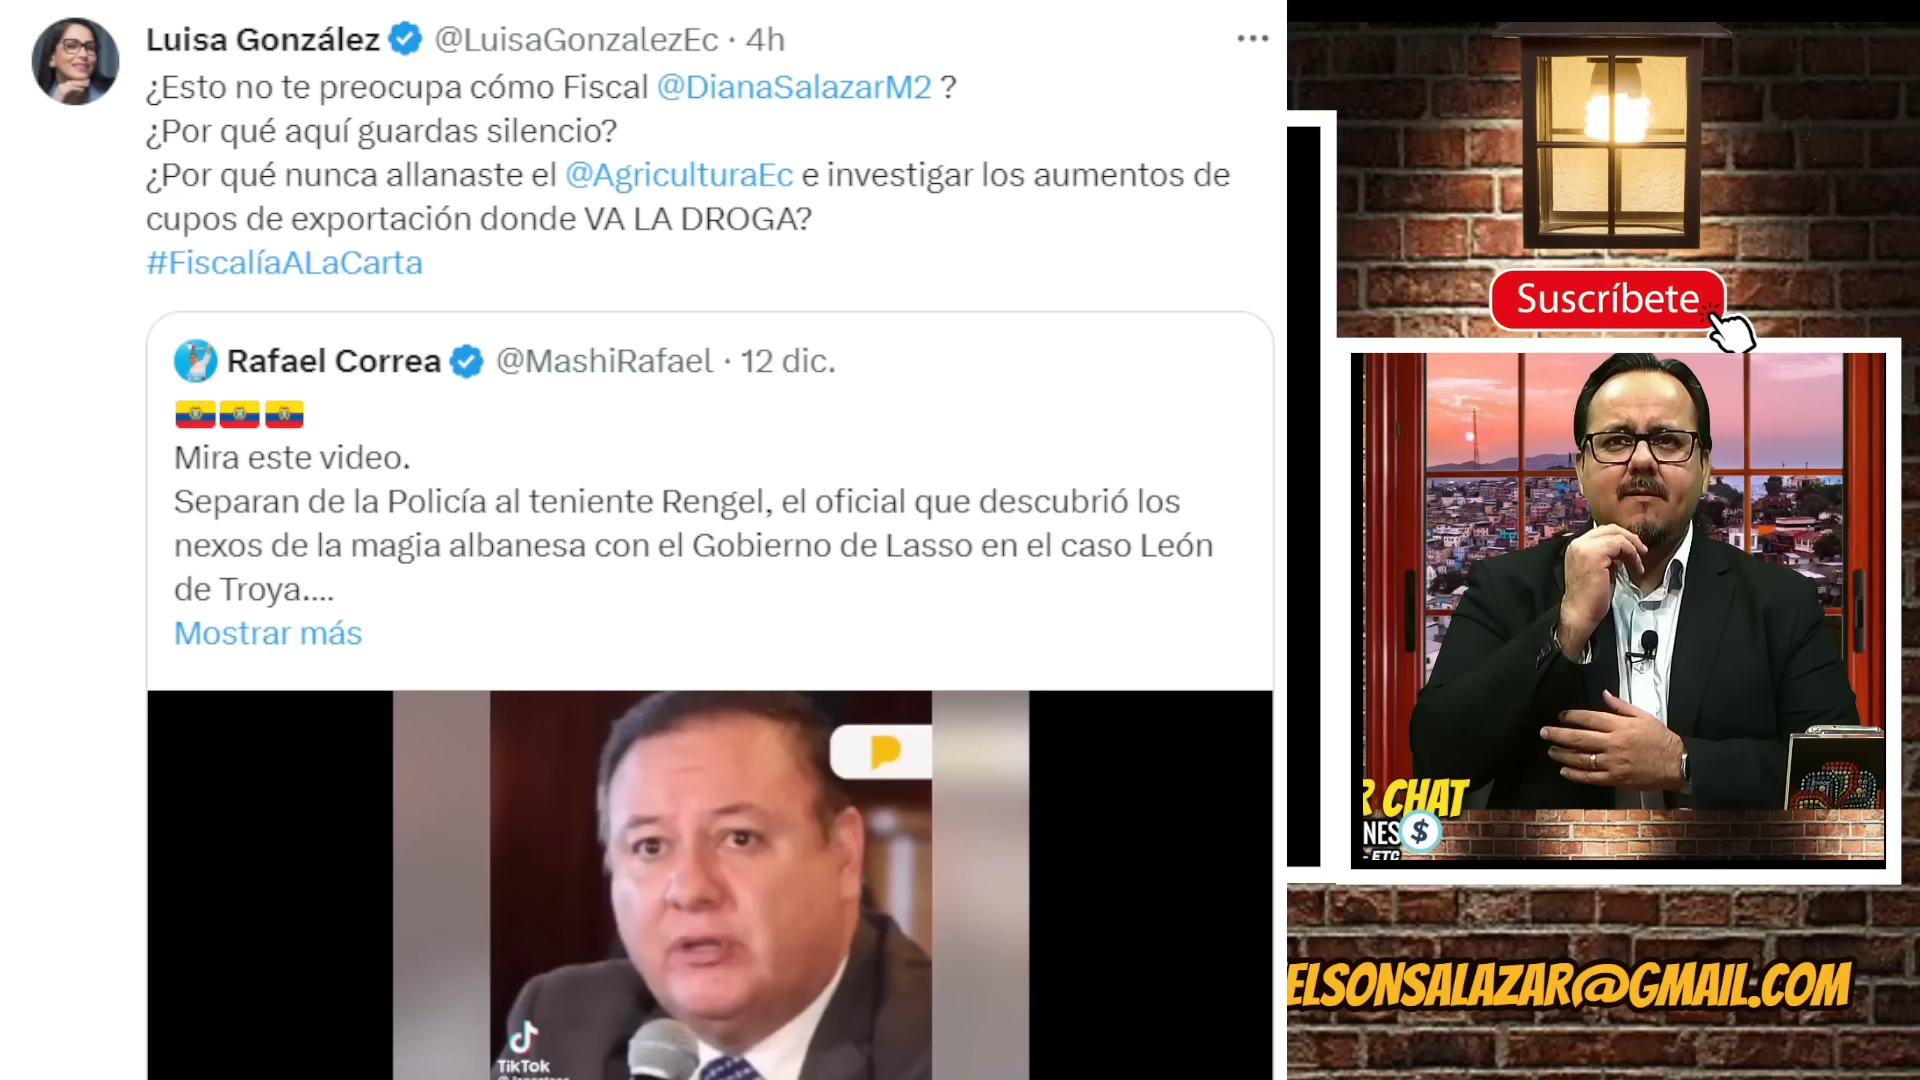 Luisa González @LuisaGonzalezEc · 4h
¿Esto no te preocupa cómo Fiscal @DianaSalazarM2 ?
¿Por qué aquí guardas silencio?
¿Por qué nunca allanaste el @AgriculturaEc e investigar los aumentos de
cupos de exportación donde VA LA DROGA?
#FiscalíaALaCarta
Rafael Correa @MashiRafael · 12 dic.
Mira este video.
Separan de la Policía al teniente Rengel, el oficial que descubrió los
nexos de la magia albanesa con el Gobierno de Lasso en el caso León
de Troya....
Mostrar más
TikTok
Suscríbete
R CHAT
NES $
- ETC
ELSONSALAZAR@GMAIL.COM